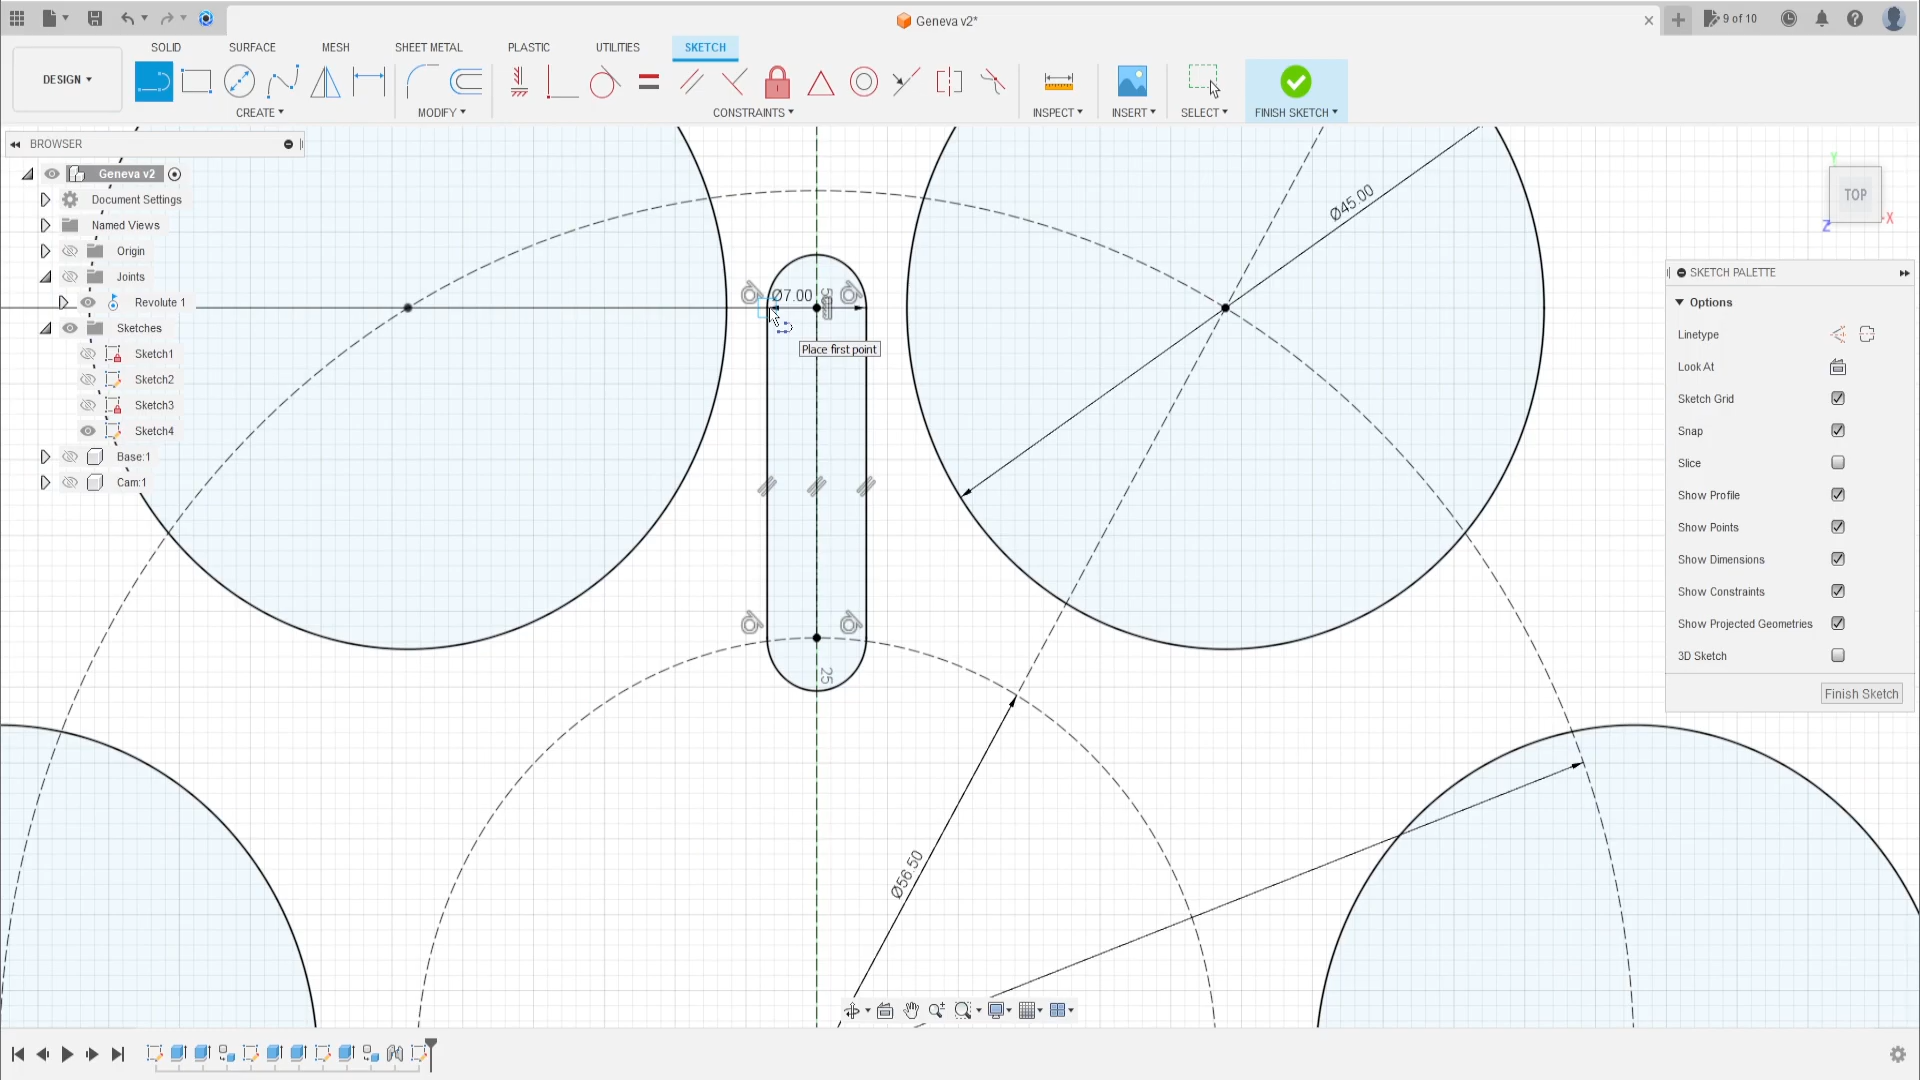 Geneva v2*
9 of 10
DESIGN
SOLID
SURFACE
MESH
SHEET METAL
PLASTIC
UTILITIES
SKETCH
CREATE
MODIFY
CONSTRAINTS
INSPECT
INSERT
SELECT
FINISH SKETCH
BROWSER
Geneva v2
Document Settings
Named Views
Origin
Joints
Revolute 1
Sketches
Sketch1
Sketch2
Sketch3
Sketch4
Base:1
Cam:1
Ø7.00
Place first point
25
Ø45.00
Ø56.50
Y
TOP
X
Z
SKETCH PALETTE
Options
Linetype
Look At
Sketch Grid
Snap
Slice
Show Profile
Show Points
Show Dimensions
Show Constraints
Show Projected Geometries
3D Sketch
Finish Sketch